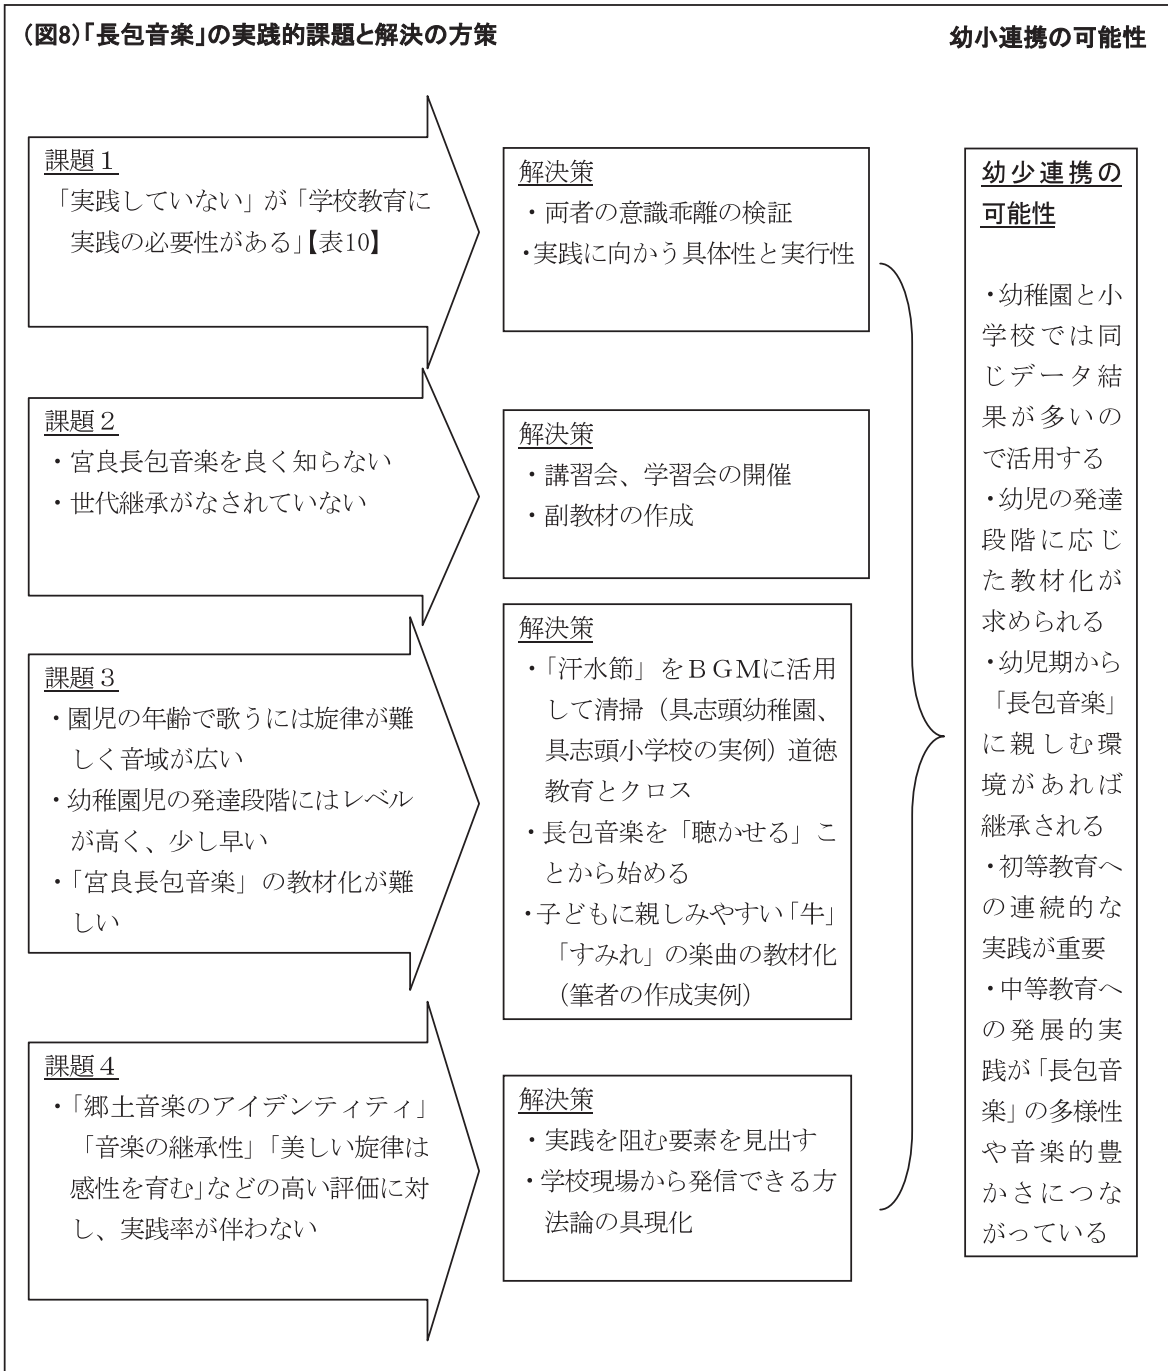 (図8)「長包音楽」の実践的課題と解決の方策
幼小連携の可能性
課題１
「実践していない」が「学校教育に
実践の必要性がある」【表10】
解決策
・両者の意識乖離の検証
・実践に向かう具体性と実行性
課題２
・宮良長包音楽を良く知らない
・世代継承がなされていない
解決策
・講習会、学習会の開催
・副教材の作成
課題３
・園児の年齢で歌うには旋律が難
しく音域が広い
・幼稚園児の発達段階にはレベル
が高く、少し早い
・「宮良長包音楽」の教材化が難
しい
解決策
・「汗水節」をＢＧＭに活用
して清掃（具志頭幼稚園、
具志頭小学校の実例）道徳
教育とクロス
・長包音楽を「聴かせる」こ
とから始める
・子どもに親しみやすい「牛」
「すみれ」の楽曲の教材化
（筆者の作成実例）
課題４
・「郷土音楽のアイデンティティ」
「音楽の継承性」「美しい旋律は
感性を育む」などの高い評価に対
し、実践率が伴わない
解決策
・実践を阻む要素を見出す
・学校現場から発信できる方
法論の具現化
幼少連携の
可能性
・幼稚園と小
学校では同
じデータ結
果が多いの
で活用する
・幼児の発達
段階に応じ
た教材化が
求められる
・幼児期から
「長包音楽」
に親しむ環
境があれば
継承される
・初等教育へ
の連続的な
実践が重要
・中等教育へ
の発展的実
践が「長包音
楽」の多様性
や音楽的豊
かさにつな
がっている